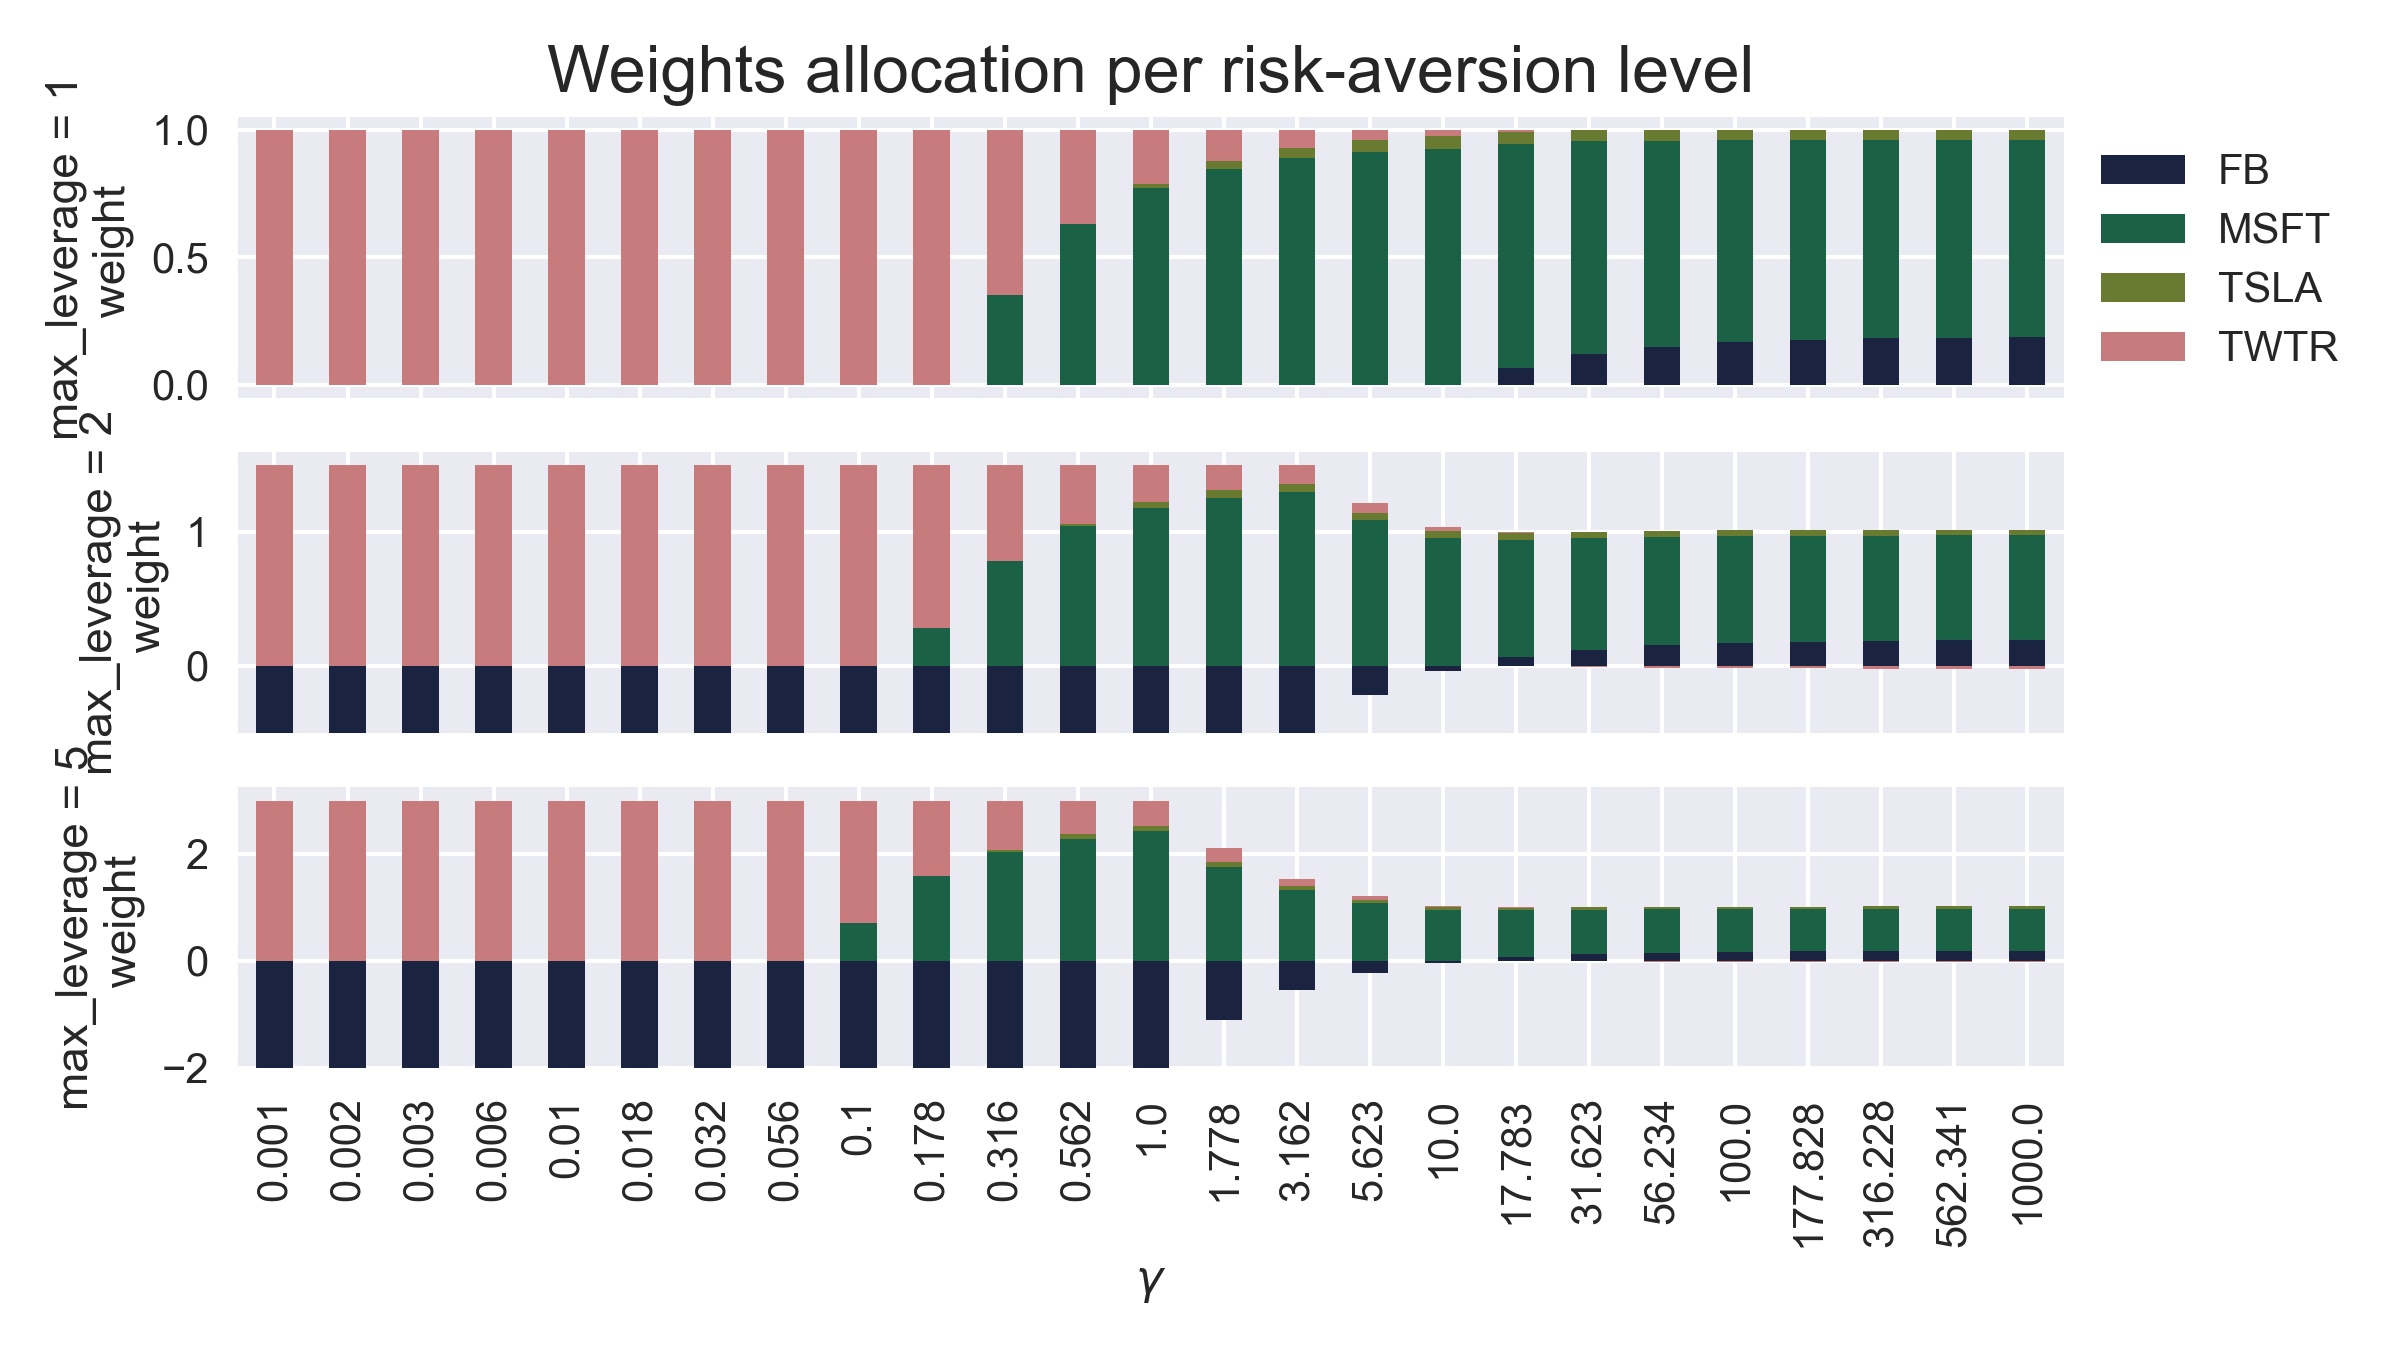 Weights allocation per risk-aversion level
max_leverage = 1
weight
1.0
0.5
0.0
FB
MSFT
TSLA
TWTR
max_leverage = 2
weight
1
0
max_leverage = 5
weight
2
0
−2
0.001
0.002
0.003
0.006
0.01
0.018
0.032
0.056
0.1
0.178
0.316
0.562
1.0
1.778
3.162
5.623
10.0
17.783
31.623
56.234
100.0
177.828
316.228
562.341
1000.0
γ